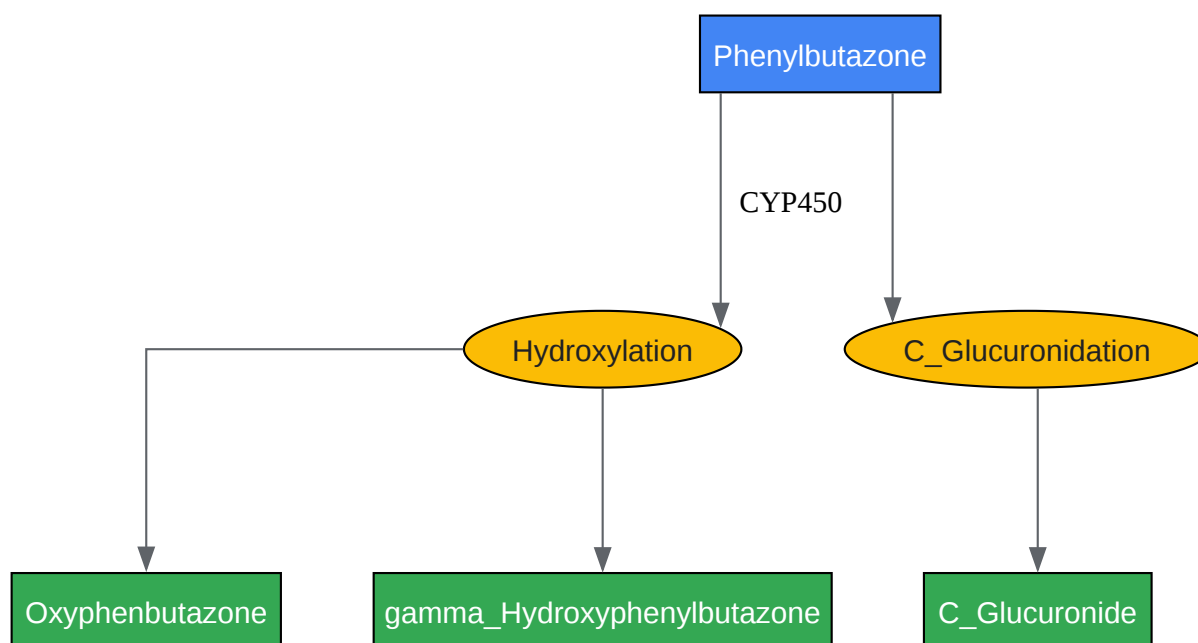 Phenylbutazone
CYP450
Hydroxylation
C_Glucuronidation
Oxyphenbutazone
gamma_Hydroxyphenylbutazone
C_Glucuronide